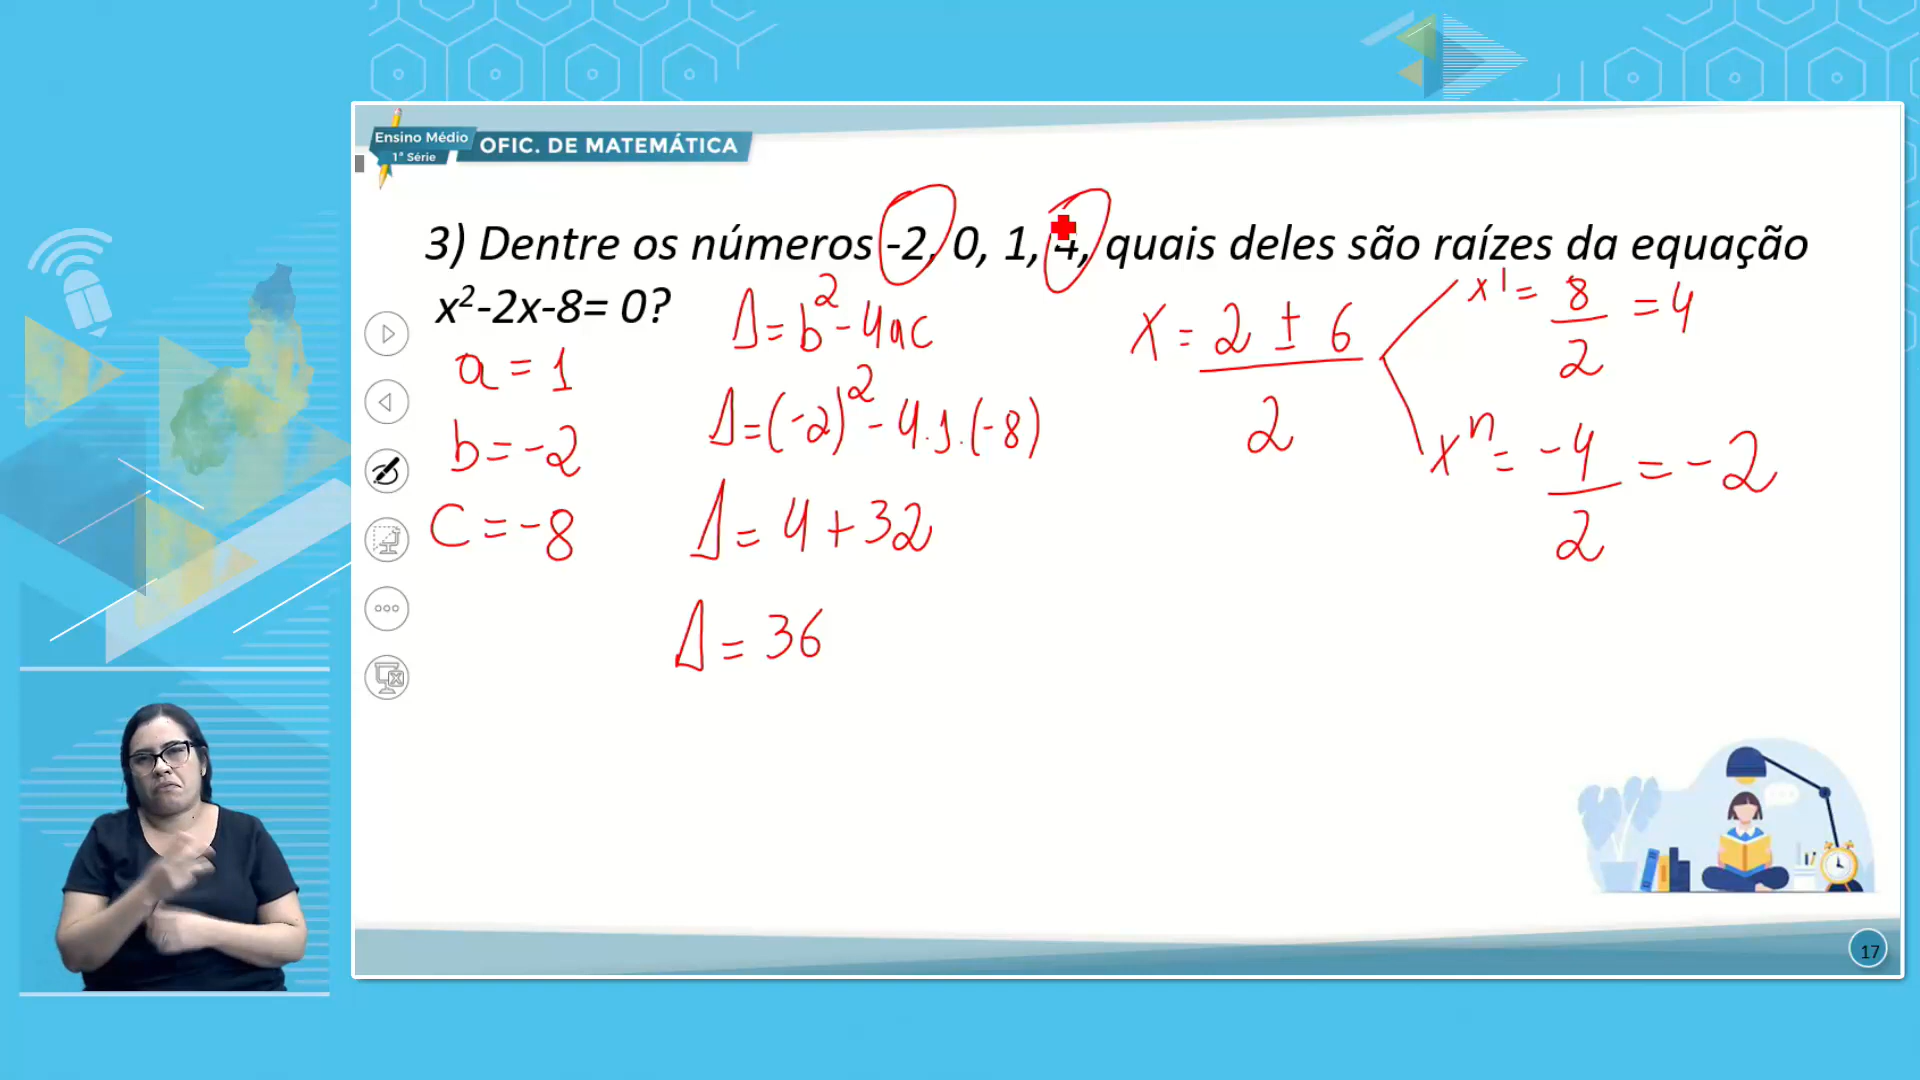 Ensino Médio
1ª Série
OFIC. DE MATEMÁTICA
3) Dentre os números -2, 0, 1, 4, quais deles são raízes da equação
x²-2x-8= 0?
a = 1
b = -2
C = -8
Δ = b² - 4ac
Δ = (-2)² - 4.1.(-8)
Δ = 4 + 32
Δ = 36
X = 2 ± 6
2
x' = 8/2 = 4
x" = -4/2 = -2
17